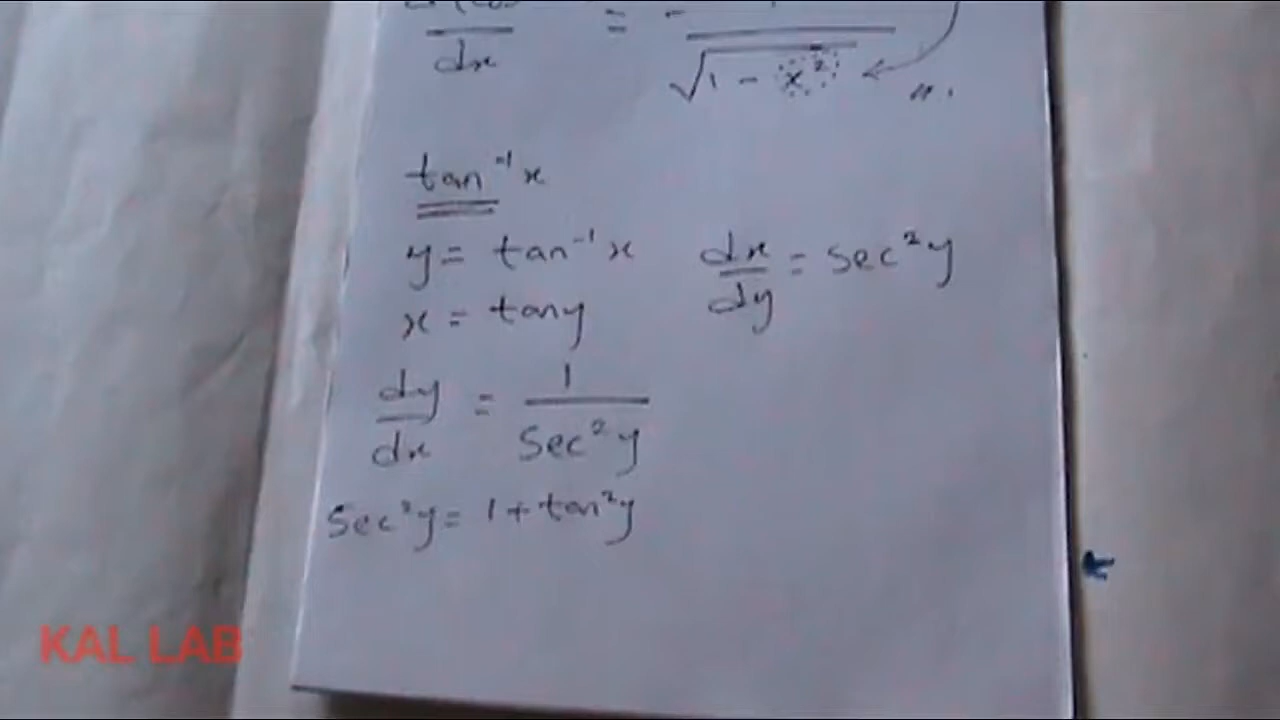 dx = -
√1 - x²
tan⁻¹x
y = tan⁻¹x
dx/dy = sec²y
x = tany
dy/dx = 1/Sec²y
Sec²y = 1 + tan²y
KAL LAB